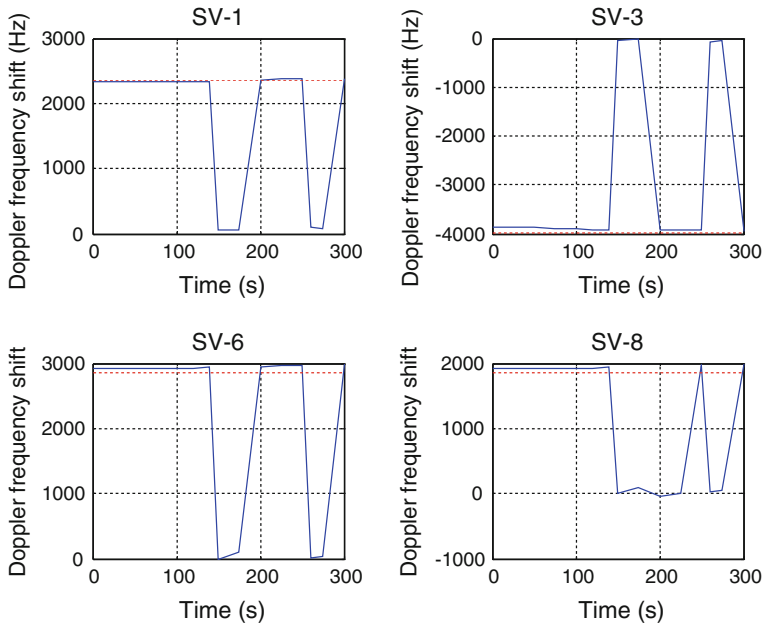 SV-1
Doppler frequency shift (Hz)
3000
2000
1000
0
0 100 200 300
Time (s)
SV-3
Doppler frequency shift (Hz)
0
-1000
-2000
-3000
-4000
0 100 200 300
Time (s)
SV-6
Doppler frequency shift
3000
2000
1000
0
0 100 200 300
Time (s)
SV-8
Doppler frequency shift
2000
1000
0
-1000
0 100 200 300
Time (s)